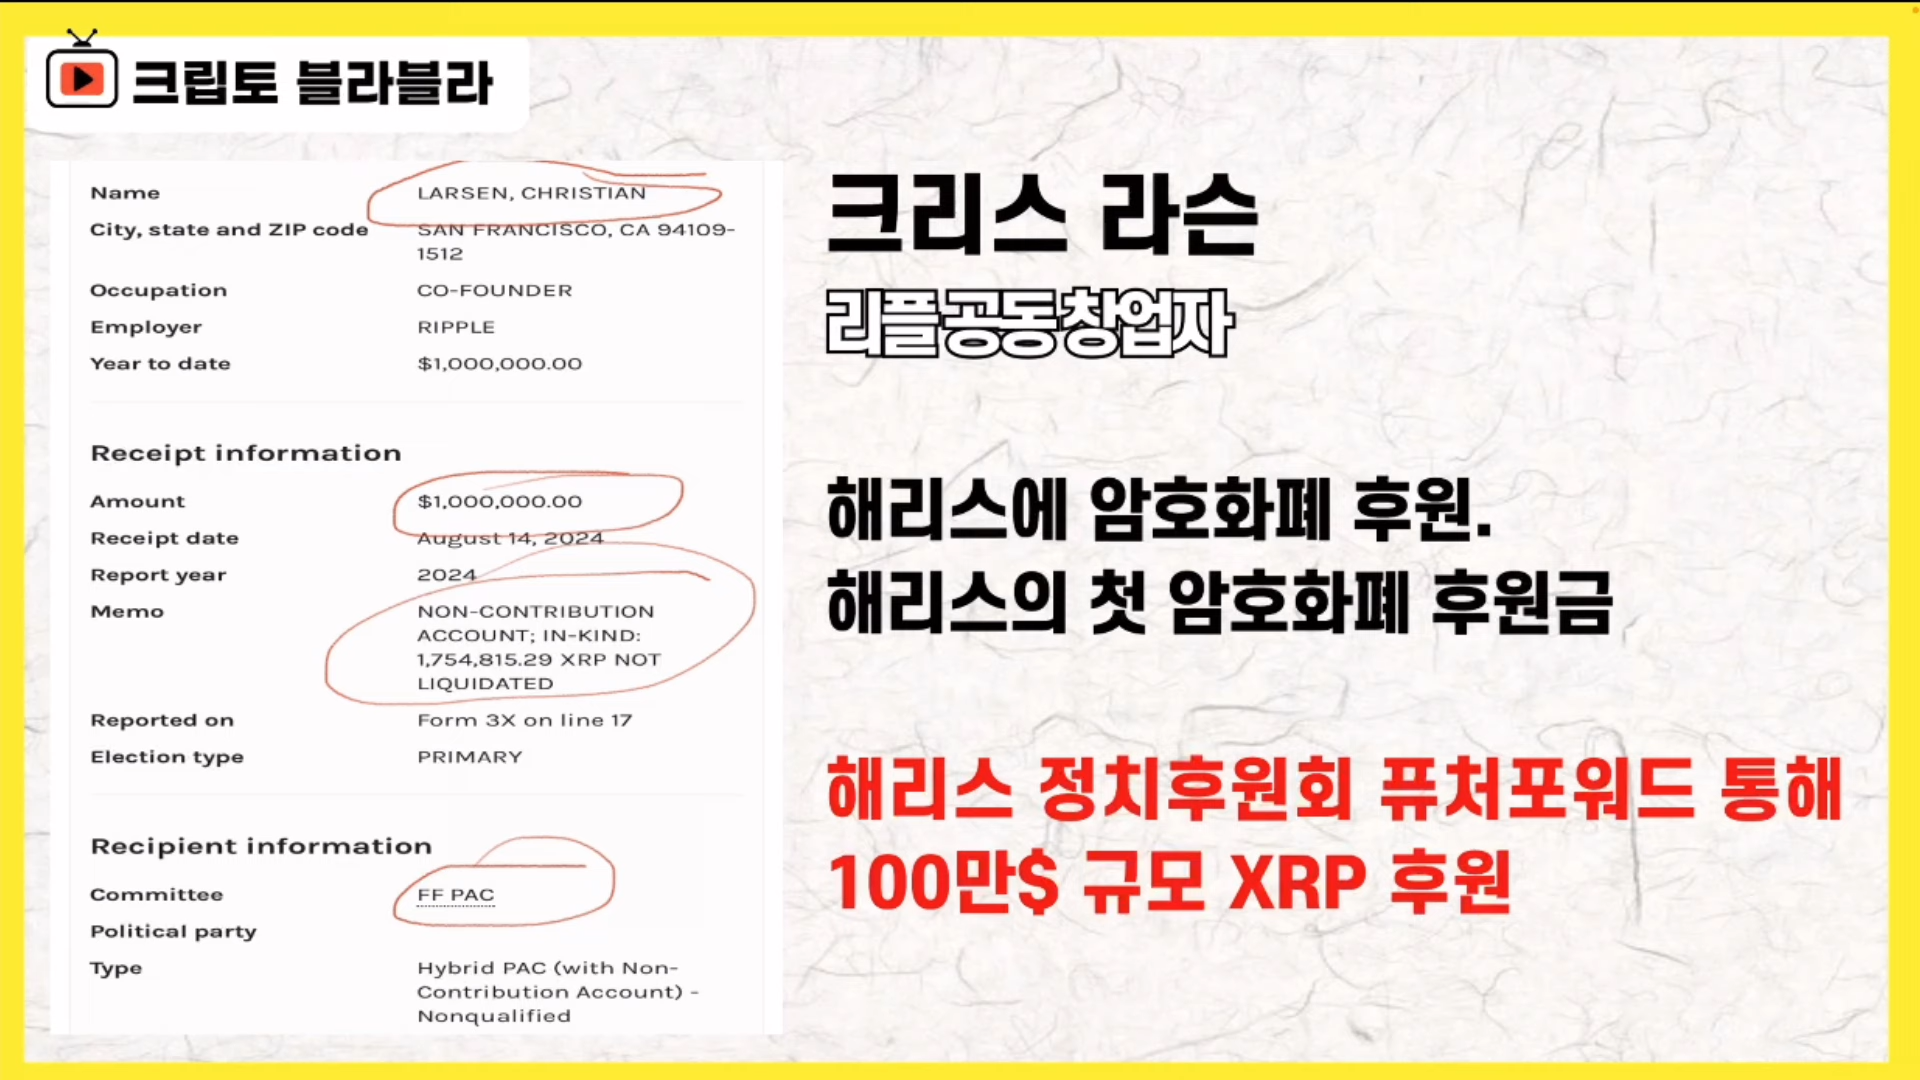 크립토 블라블라
Name LARSEN, CHRISTIAN
City, state and ZIP code SAN FRANCISCO, CA 94109-
1512
Occupation CO-FOUNDER
Employer RIPPLE
Year to date $1,000,000.00
Receipt information
Amount $1,000,000.00
Receipt date August 14, 2024
Report year 2024
Memo NON-CONTRIBUTION
ACCOUNT; IN-KIND:
1,754,815.29 XRP NOT
LIQUIDATED
Reported on Form 3X on line 17
Election type PRIMARY
Recipient information
Committee FF PAC
Political party
Type Hybrid PAC (with Non-
Contribution Account) -
Nonqualified
크리스 라슨
리플 공동 창업자
해리스에 암호화폐 후원.
해리스의 첫 암호화폐 후원금
해리스 정치후원회 퓨처포워드 통해
100만$ 규모 XRP 후원